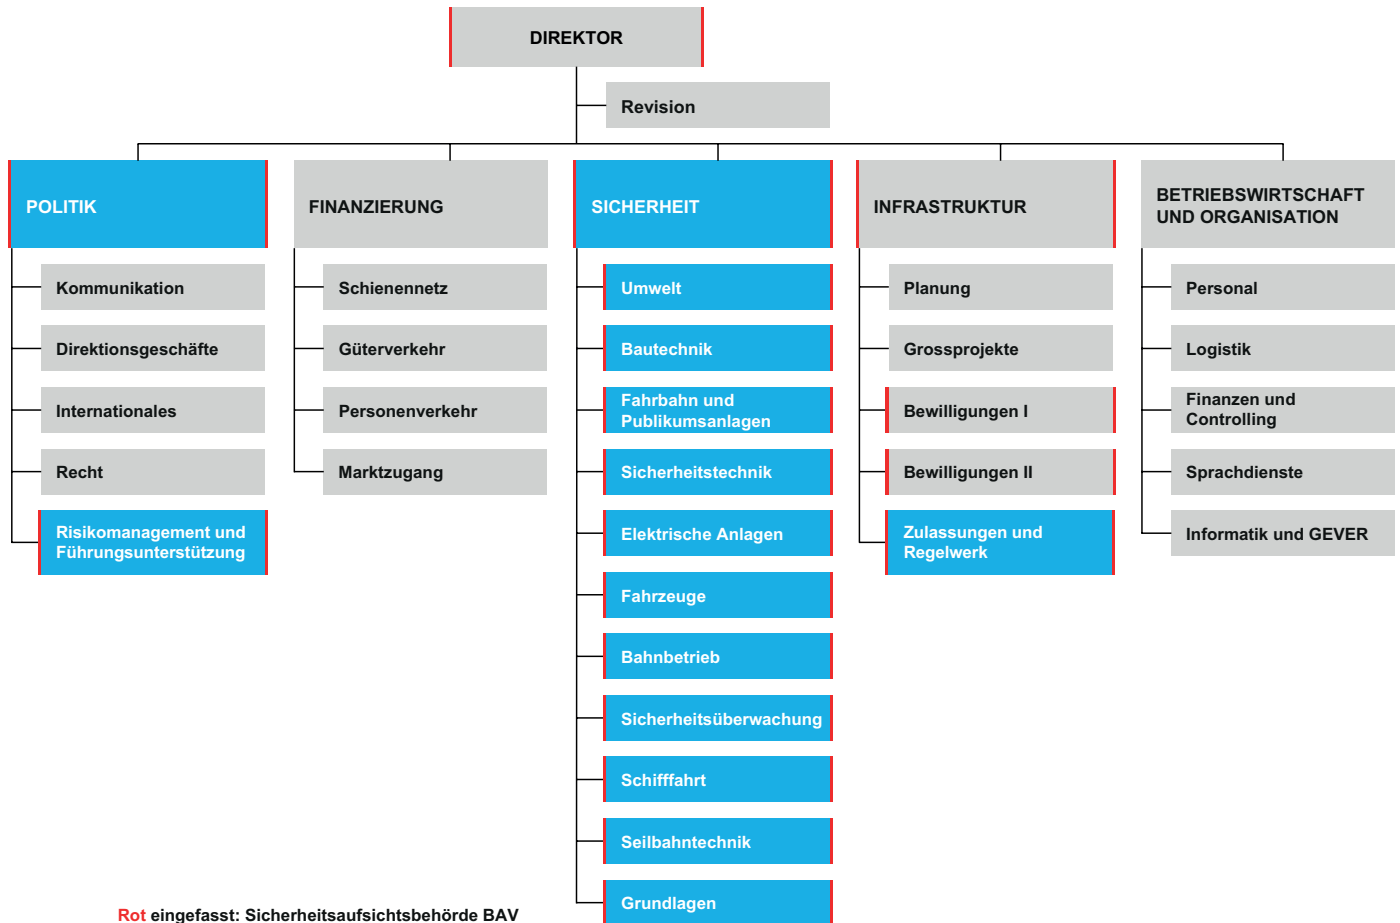 DIREKTOR
Revision
POLITIK
Kommunikation
Direktionsgeschäfte
Internationales
Recht
Risikomanagement und
Führungsunterstützung
FINANZIERUNG
Schienennetz
Güterverkehr
Personenverkehr
Marktzugang
SICHERHEIT
Umwelt
Bautechnik
Fahrbahn und
Publikumsanlagen
Sicherheitstechnik
Elektrische Anlagen
Fahrzeuge
Bahnbetrieb
Sicherheitsüberwachung
Schifffahrt
Seilbahntechnik
Grundlagen
INFRASTRUKTUR
Planung
Grossprojekte
Bewilligungen I
Bewilligungen II
Zulassungen und
Regelwerk
BETRIEBSWIRTSCHAFT
UND ORGANISATION
Personal
Logistik
Finanzen und
Controlling
Sprachdienste
Informatik und GEVER
Rot eingefasst: Sicherheitsaufsichtsbehörde BAV